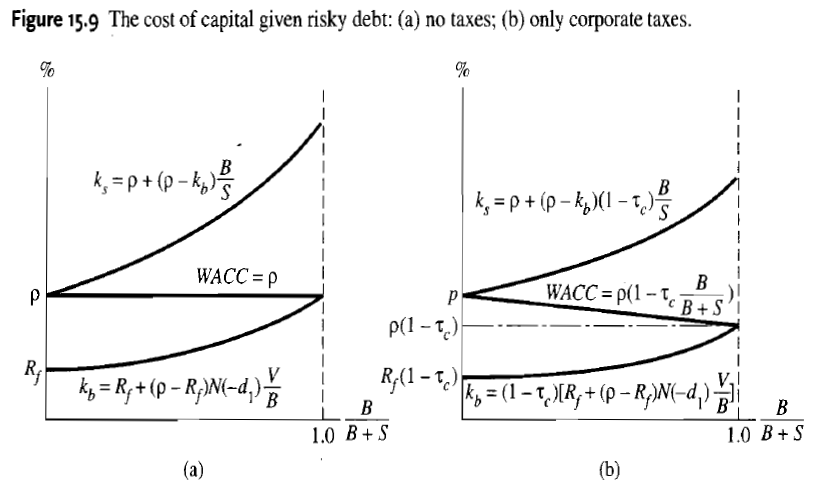 Figure 15.9 The cost of capital given risky debt: (a) no taxes; (b) only corporate taxes.
%
k_s = ρ + (ρ – k_b) B/S
WACC = ρ
ρ
R_f
k_b = R_f + (ρ – R_f)N(–d_1) V/B
1.0
B/(B + S)
(a)
%
k_s = ρ + (ρ – k_b)(1 – τ_c) B/S
p
WACC = ρ(1 – τ_c B/(B + S))
ρ(1 – τ_c)
R_f(1 – τ_c)
k_b = (1 – τ_c)[R_f + (ρ – R_f)N(–d_1) V/B]
1.0
B/(B + S)
(b)